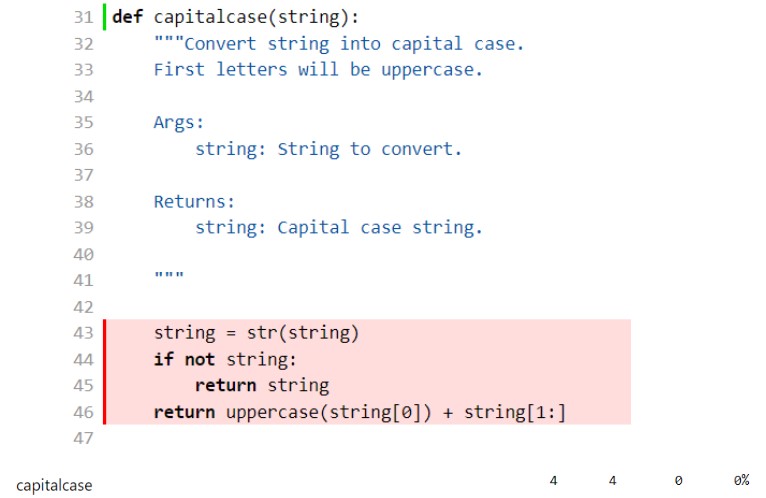 31 def capitalcase(string):
32     """Convert string into capital case.
33     First letters will be uppercase.
34
35     Args:
36         string: String to convert.
37
38     Returns:
39         string: Capital case string.
40
41     """
42
43     string = str(string)
44     if not string:
45         return string
46     return uppercase(string[0]) + string[1:]
47
capitalcase 4 4 0 0%